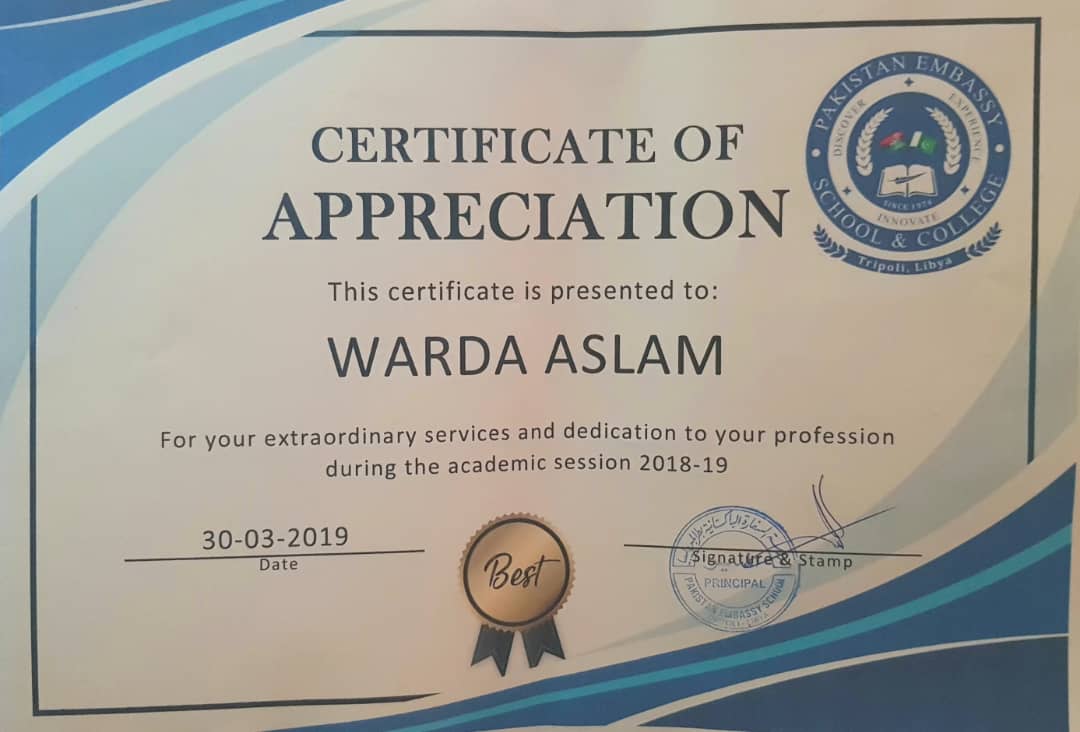 PAKISTAN EMBASSY
SCHOOL & COLLEGE
DISCOVER
EXPERIENCE
SINCE 1974
INNOVATE
Tripoli, Libya
CERTIFICATE OF
APPRECIATION
This certificate is presented to:
WARDA ASLAM
For your extraordinary services and dedication to your profession
during the academic session 2018-19
30-03-2019
Date
Best
Signature & Stamp
PRINCIPAL
PAKISTAN EMBASSY SCHOOL